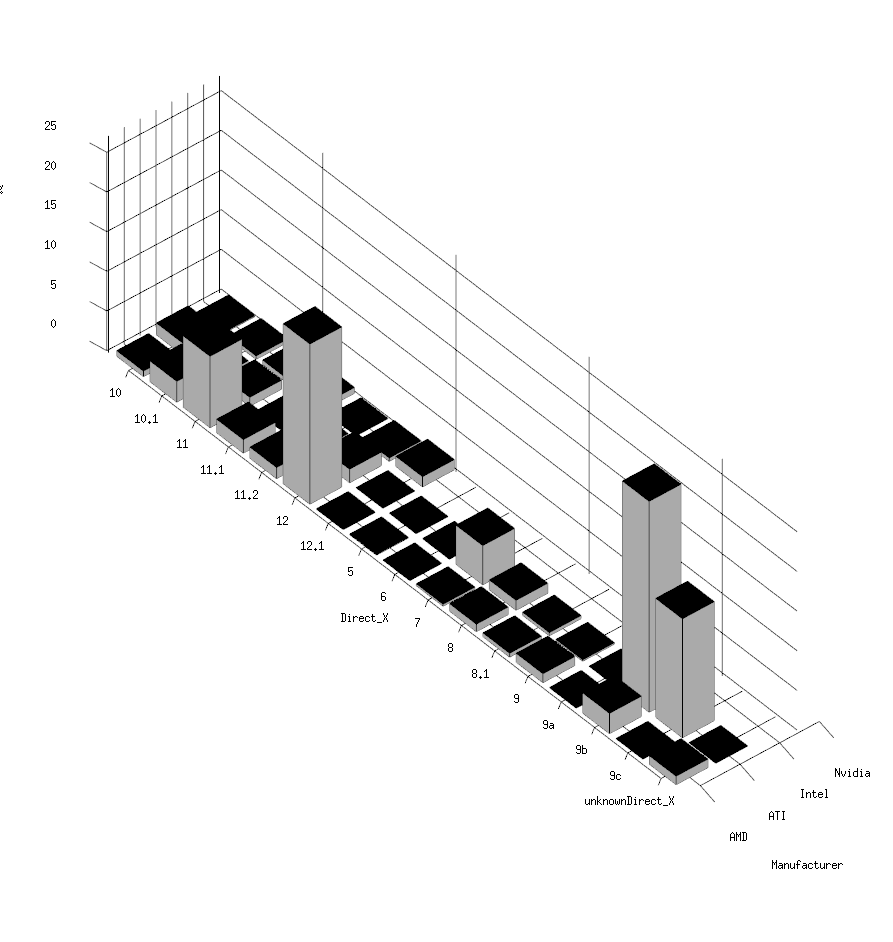 25
20
%
15
10
5
0
10
10.1
11
11.1
11.2
12
12.1
5
6
Direct_X
7
8
8.1
9
9a
9b
9c
unknownDirect_X
Nvidia
Intel
ATI
AMD
Manufacturer